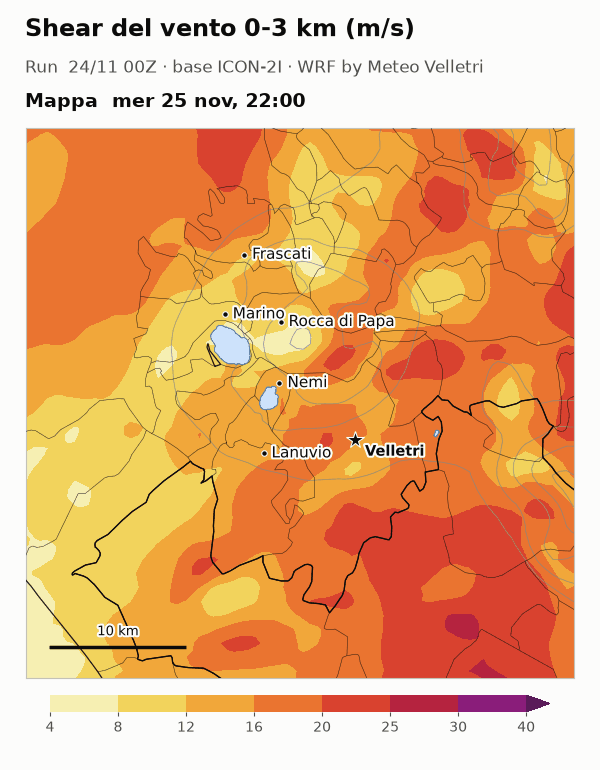 Shear del vento 0-3 km (m/s)
Run  24/11 00Z · base ICON-2I · WRF by Meteo Velletri
Mappa  mer 25 nov, 22:00
Frascati
Marino
Rocca di Papa
Nemi
Velletri
Lanuvio
10 km
4 8 12 16 20 25 30 40